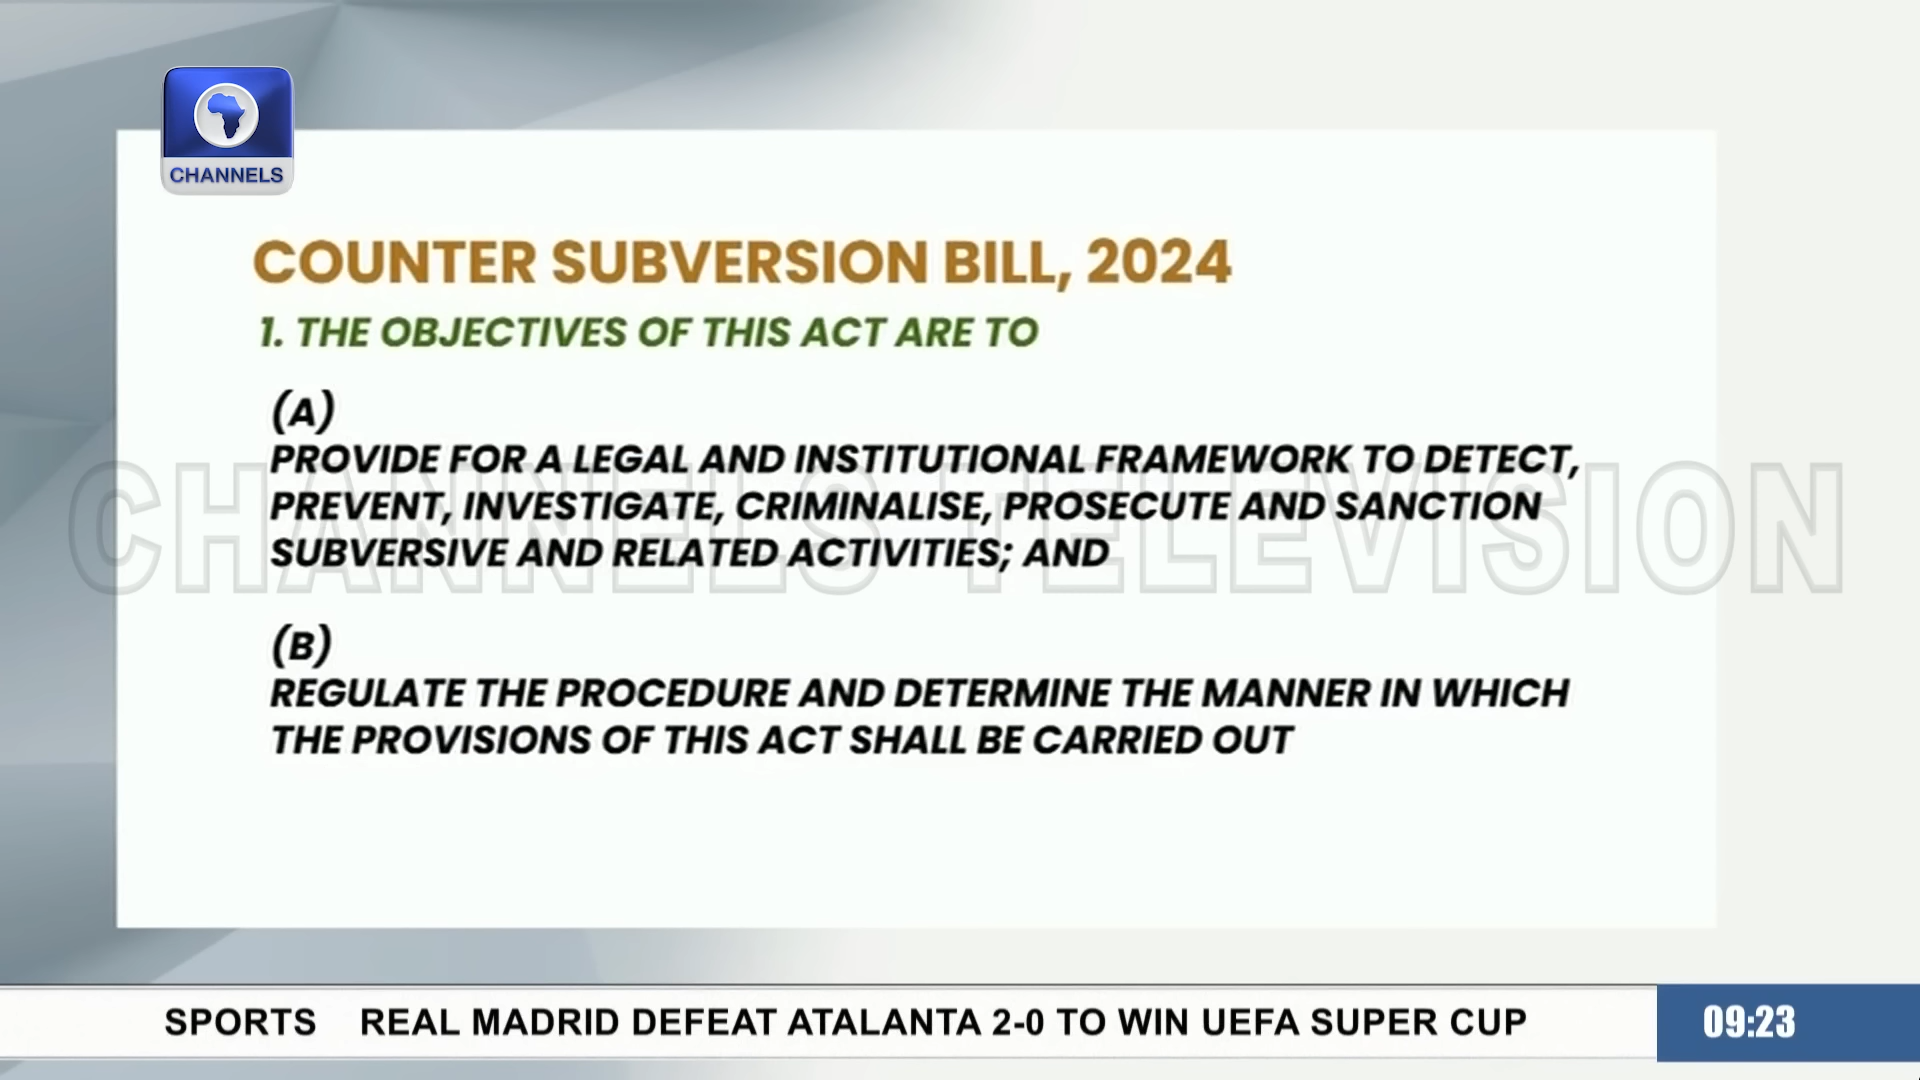 CHANNELS
COUNTER SUBVERSION BILL, 2024
1. THE OBJECTIVES OF THIS ACT ARE TO
(A)
PROVIDE FOR A LEGAL AND INSTITUTIONAL FRAMEWORK TO DETECT,
PREVENT, INVESTIGATE, CRIMINALISE, PROSECUTE AND SANCTION
SUBVERSIVE AND RELATED ACTIVITIES; AND
CHANNELS TELEVISION
(B)
REGULATE THE PROCEDURE AND DETERMINE THE MANNER IN WHICH
THE PROVISIONS OF THIS ACT SHALL BE CARRIED OUT
SPORTS REAL MADRID DEFEAT ATALANTA 2-0 TO WIN UEFA SUPER CUP
09:23